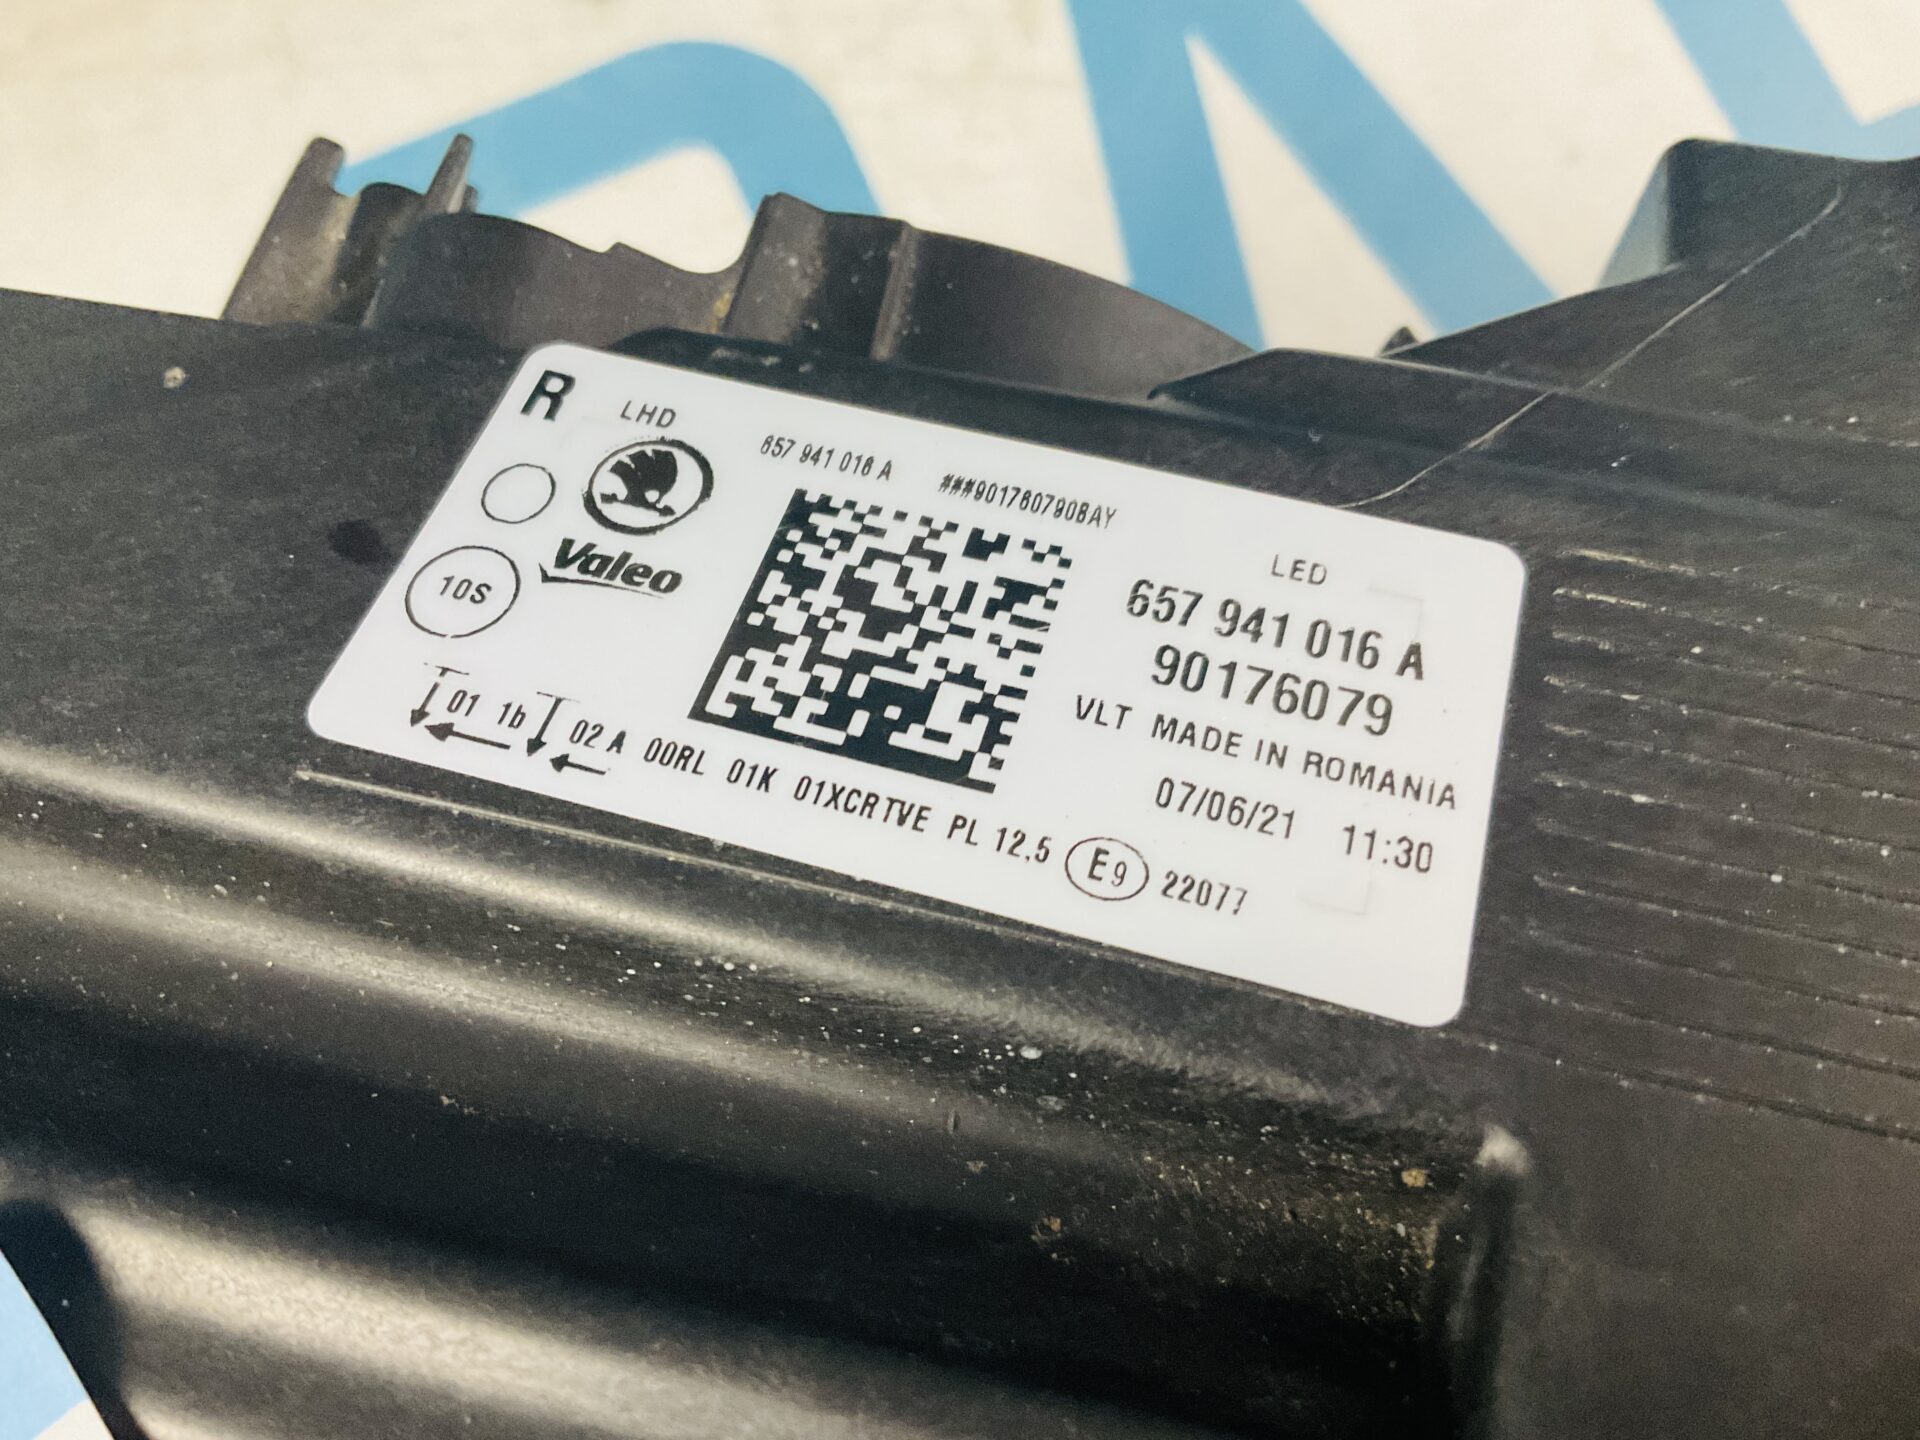 R LHD
657 941 016 A ###901760790BAY
Valeo
10S
LED
657 941 016 A
90176079
VLT MADE IN ROMANIA
07/06/21 11:30
01 1b 02 A 00RL 01K 01XCRTVE PL 12,5 E9 22077